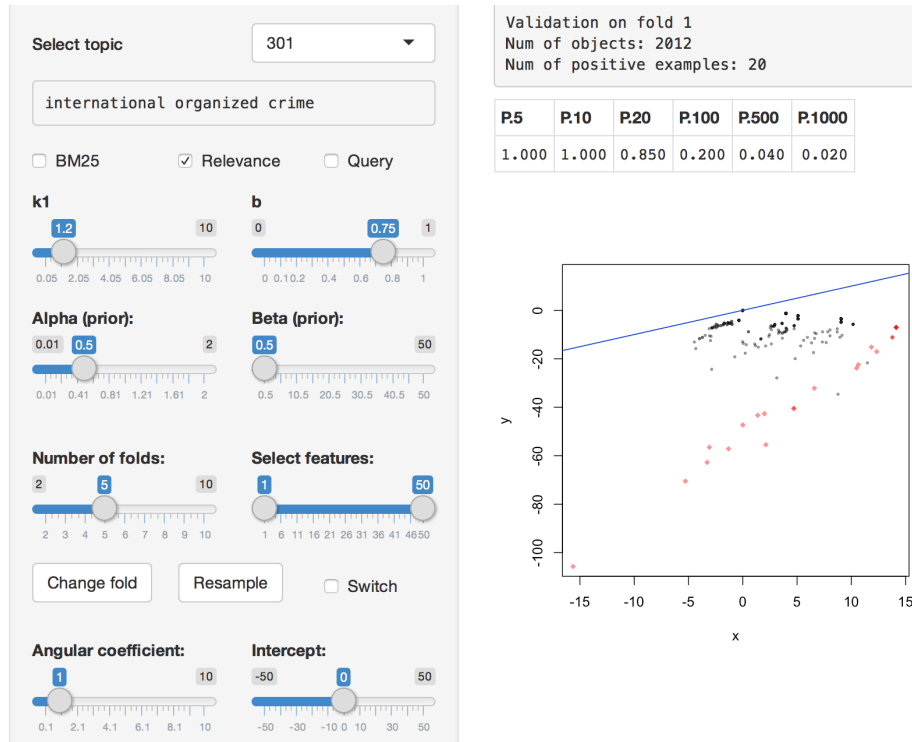 Select topic
301
international organized crime
BM25
Relevance
Query
k1
b
1.2
10
0
0.75
1
0.05 2.05 4.05 6.05 8.05 10
0 0.1 0.2 0.4 0.6 0.8 1
Alpha (prior):
Beta (prior):
0.01
0.5
2
0.5
50
0.01 0.41 0.81 1.21 1.61 2
0.5 10.5 20.5 30.5 40.5 50
Number of folds:
Select features:
2
5
10
1
50
2 3 4 5 6 7 8 9 10
1 6 11 16 21 26 31 36 41 46 50
Change fold
Resample
Switch
Angular coefficient:
Intercept:
1
10
-50
0
50
0.1 2.1 4.1 6.1 8.1 10
-50 -30 -10 0 10 30 50
Validation on fold 1
Num of objects: 2012
Num of positive examples: 20
P.5 P.10 P.20 P.100 P.500 P.1000
1.000 1.000 0.850 0.200 0.040 0.020
y
0
-20
-40
-60
-80
-100
-15 -10 -5 0 5 10 15
x